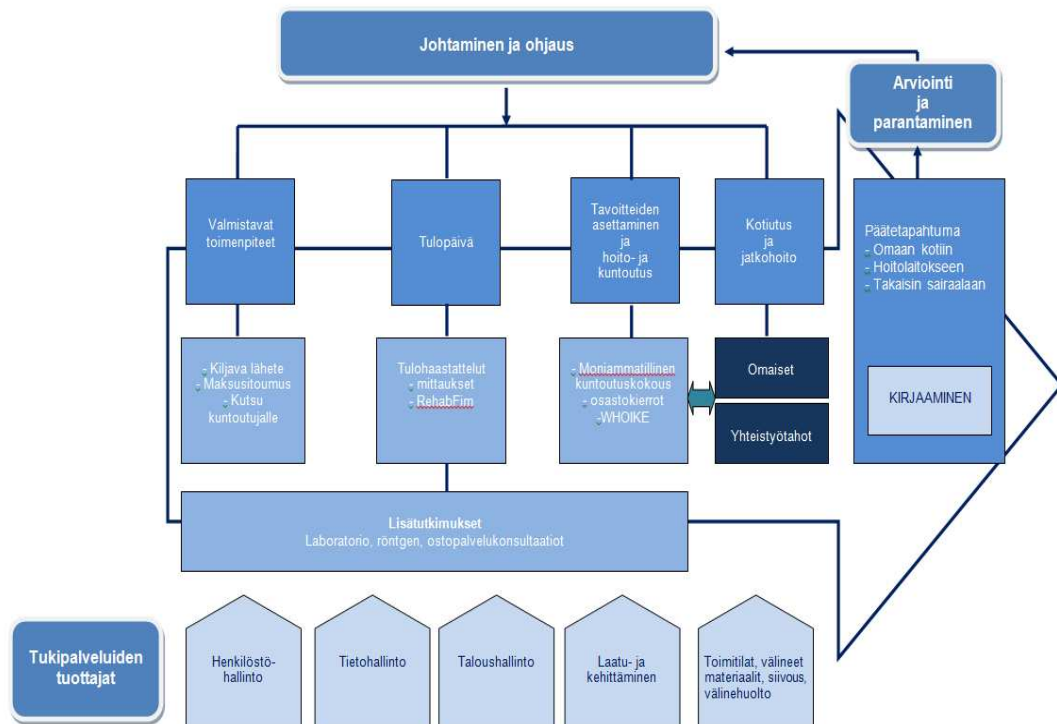 Johtaminen ja ohjaus
Arviointi
ja
parantaminen
Valmistavat
toimenpiteet
Tulopäivä
Tavoitteiden
asettaminen
ja
hoito- ja
kuntoutus
Kotiutus
ja
jatkohoito
Päätetapahtuma
- Omaan kotiin
- Hoitolaitokseen
- Takaisin sairaalaan
- Kiljava lähete
- Maksusitoumus
- Kutsu
kuntoutujalle
Tulohaastattelut
- mittaukset
- RehabFim
- Moniammatillinen
kuntoutuskokous
- osastokierrot
-WHOIKE
Omaiset
Yhteistyötahot
KIRJAAMINEN
Lisätutkimukset
Laboratorio, röntgen, ostopalvelukonsultaatiot
Tukipalveluiden
tuottajat
Henkilöstö-
hallinto
Tietohallinto
Taloushallinto
Laatu- ja
kehittäminen
Toimitilat, välineet
materiaalit, siivous,
välinehuolto